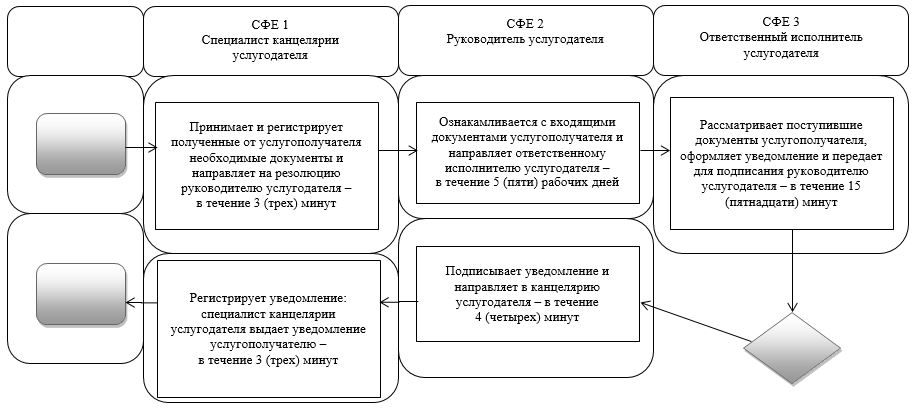 СФЕ 1
Специалист канцелярии
услугодателя
СФЕ 2
Руководитель услугодателя
СФЕ 3
Ответственный исполнитель
услугодателя
Принимает и регистрирует
полученные от услугополучателя
необходимые документы и
направляет на резолюцию
руководителю услугодателя –
в течение 3 (трех) минут
Ознакамливается с входящими
документами услугополучателя и
направляет ответственному
исполнителю услугодателя –
в течение 5 (пяти) рабочих дней
Рассматривает поступившие
документы услугополучателя,
оформляет уведомление и передает
для подписания руководителю
услугодателя – в течение 15
(пятнадцати) минут
Подписывает уведомление и
направляет в канцелярию
услугодателя – в течение
4 (четырех) минут
Регистрирует уведомление:
специалист канцелярии
услугодателя выдает уведомление
услугополучателю –
в течение 3 (трех) минут